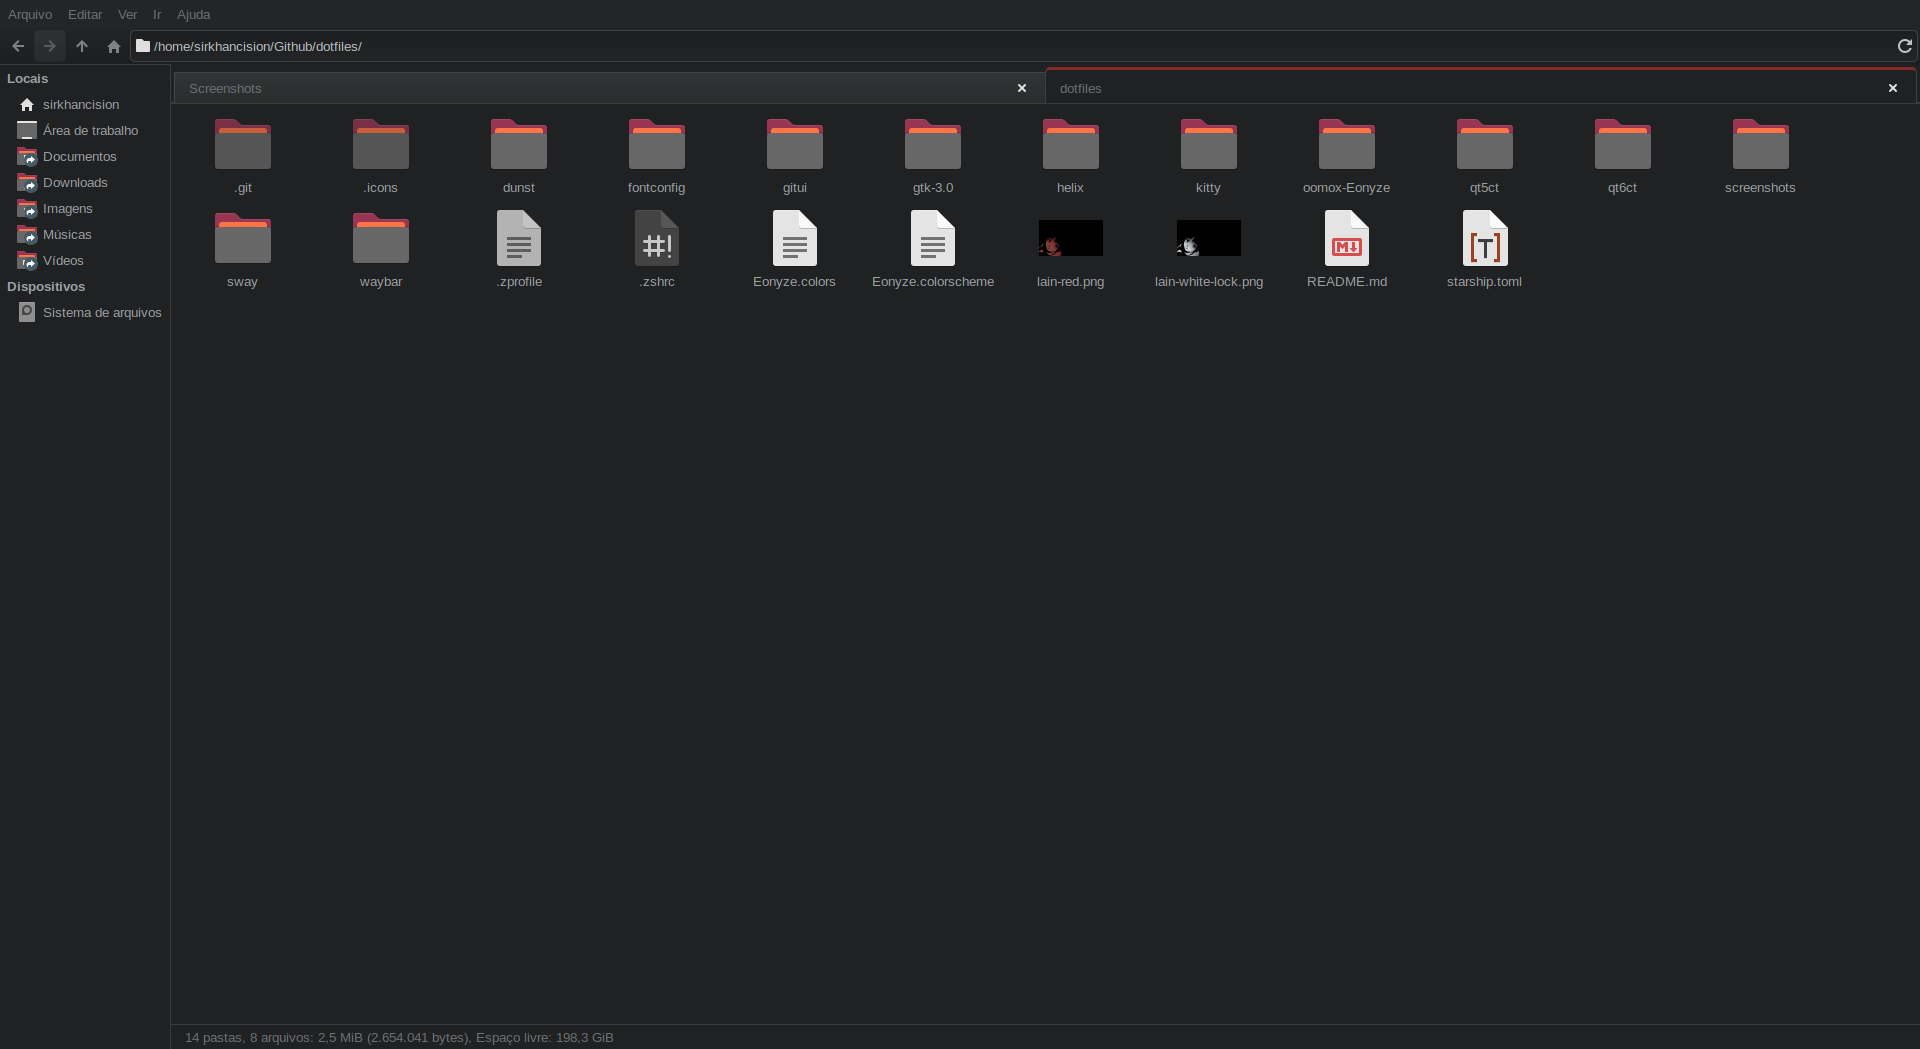 Arquivo Editar Ver Ir Ajuda
/home/sirkhancision/Github/dotfiles/
Locais
sirkhancision
Área de trabalho
Documentos
Downloads
Imagens
Músicas
Vídeos
Dispositivos
Sistema de arquivos
Screenshots
dotfiles
.git .icons dunst fontconfig gitui gtk-3.0 helix kitty oomox-Eonyze qt5ct qt6ct screenshots
#! M [T]
sway waybar .zprofile .zshrc Eonyze.colors Eonyze.colorscheme lain-red.png lain-white-lock.png README.md starship.toml
14 pastas, 8 arquivos: 2,5 MiB (2.654.041 bytes), Espaço livre: 198,3 GiB